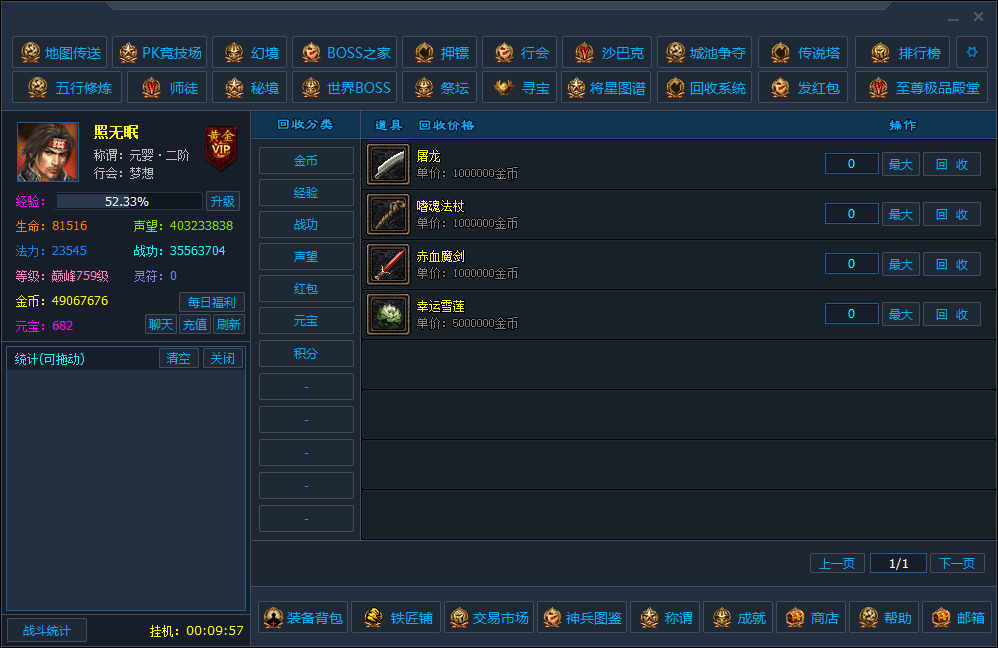 地图传送 PK竞技场 幻境 BOSS之家 押镖 行会 沙巴克 城池争夺 传说塔 排行榜
五行修炼 师徒 秘境 世界BOSS 祭坛 寻宝 将星图谱 回收系统 发红包 至尊极品殿堂
照无眠
称谓：元婴·二阶
行会：梦想
黄金
VIP
经验： 52.33% 升级
生命：81516 声望：403233838
法力：23545 战功：35563704
等级：巅峰759级 灵符：0
金币：49067676 每日福利
元宝：682 聊天 充值 刷新
统计(可拖动) 清空 关闭
战斗统计 挂机：00:09:57
回收分类
金币
经验
战功
声望
红包
元宝
积分
-
-
-
-
-
道具 回收价格 操作
屠龙
单价：1000000金币
0 最大 回 收
嗜魂法杖
单价：1000000金币
0 最大 回 收
赤血魔剑
单价：1000000金币
0 最大 回 收
幸运雪莲
单价：5000000金币
0 最大 回 收
上一页 1/1 下一页
装备背包 铁匠铺 交易市场 神兵图鉴 称谓 成就 商店 帮助 邮箱